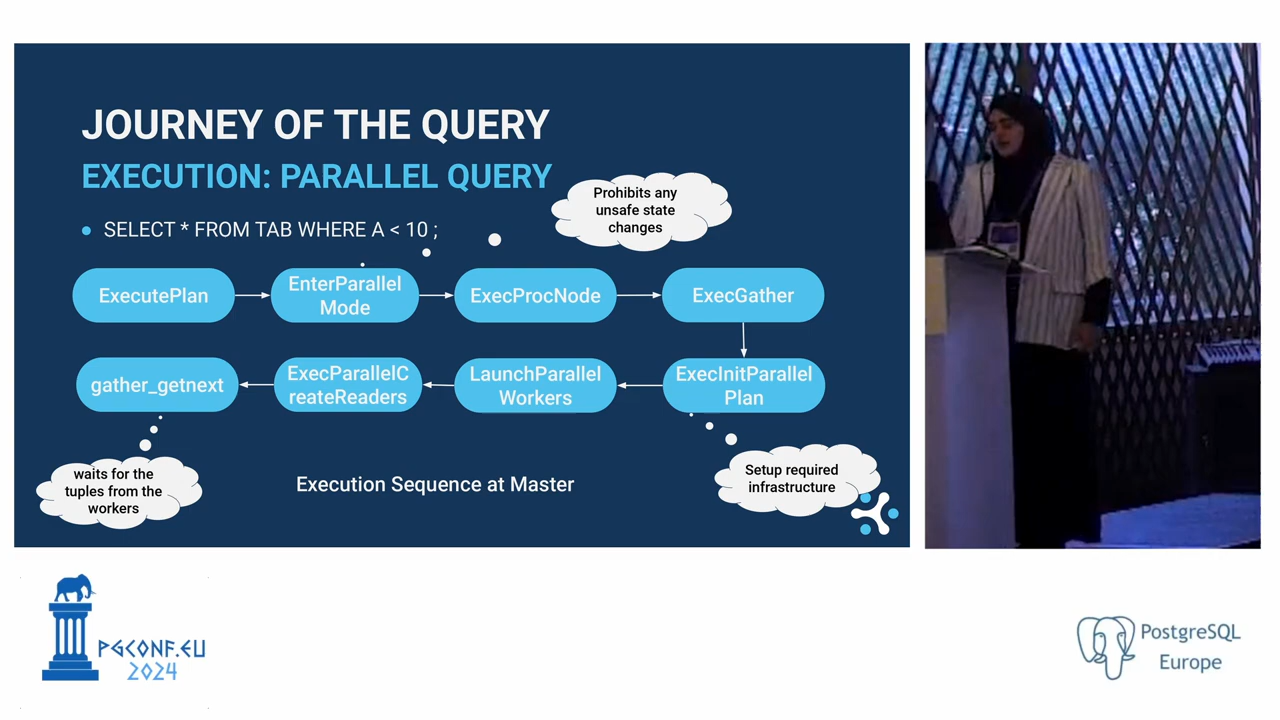 JOURNEY OF THE QUERY
EXECUTION: PARALLEL QUERY
Prohibits any
unsafe state
changes
SELECT * FROM TAB WHERE A < 10 ;
ExecutePlan
EnterParallel
Mode
ExecProcNode
ExecGather
gather_getnext
ExecParallelC
reateReaders
LaunchParallel
Workers
ExecInitParallel
Plan
waits for the
tuples from the
workers
Execution Sequence at Master
Setup required
infrastructure
PGCONF.EU
2024
PostgreSQL
Europe